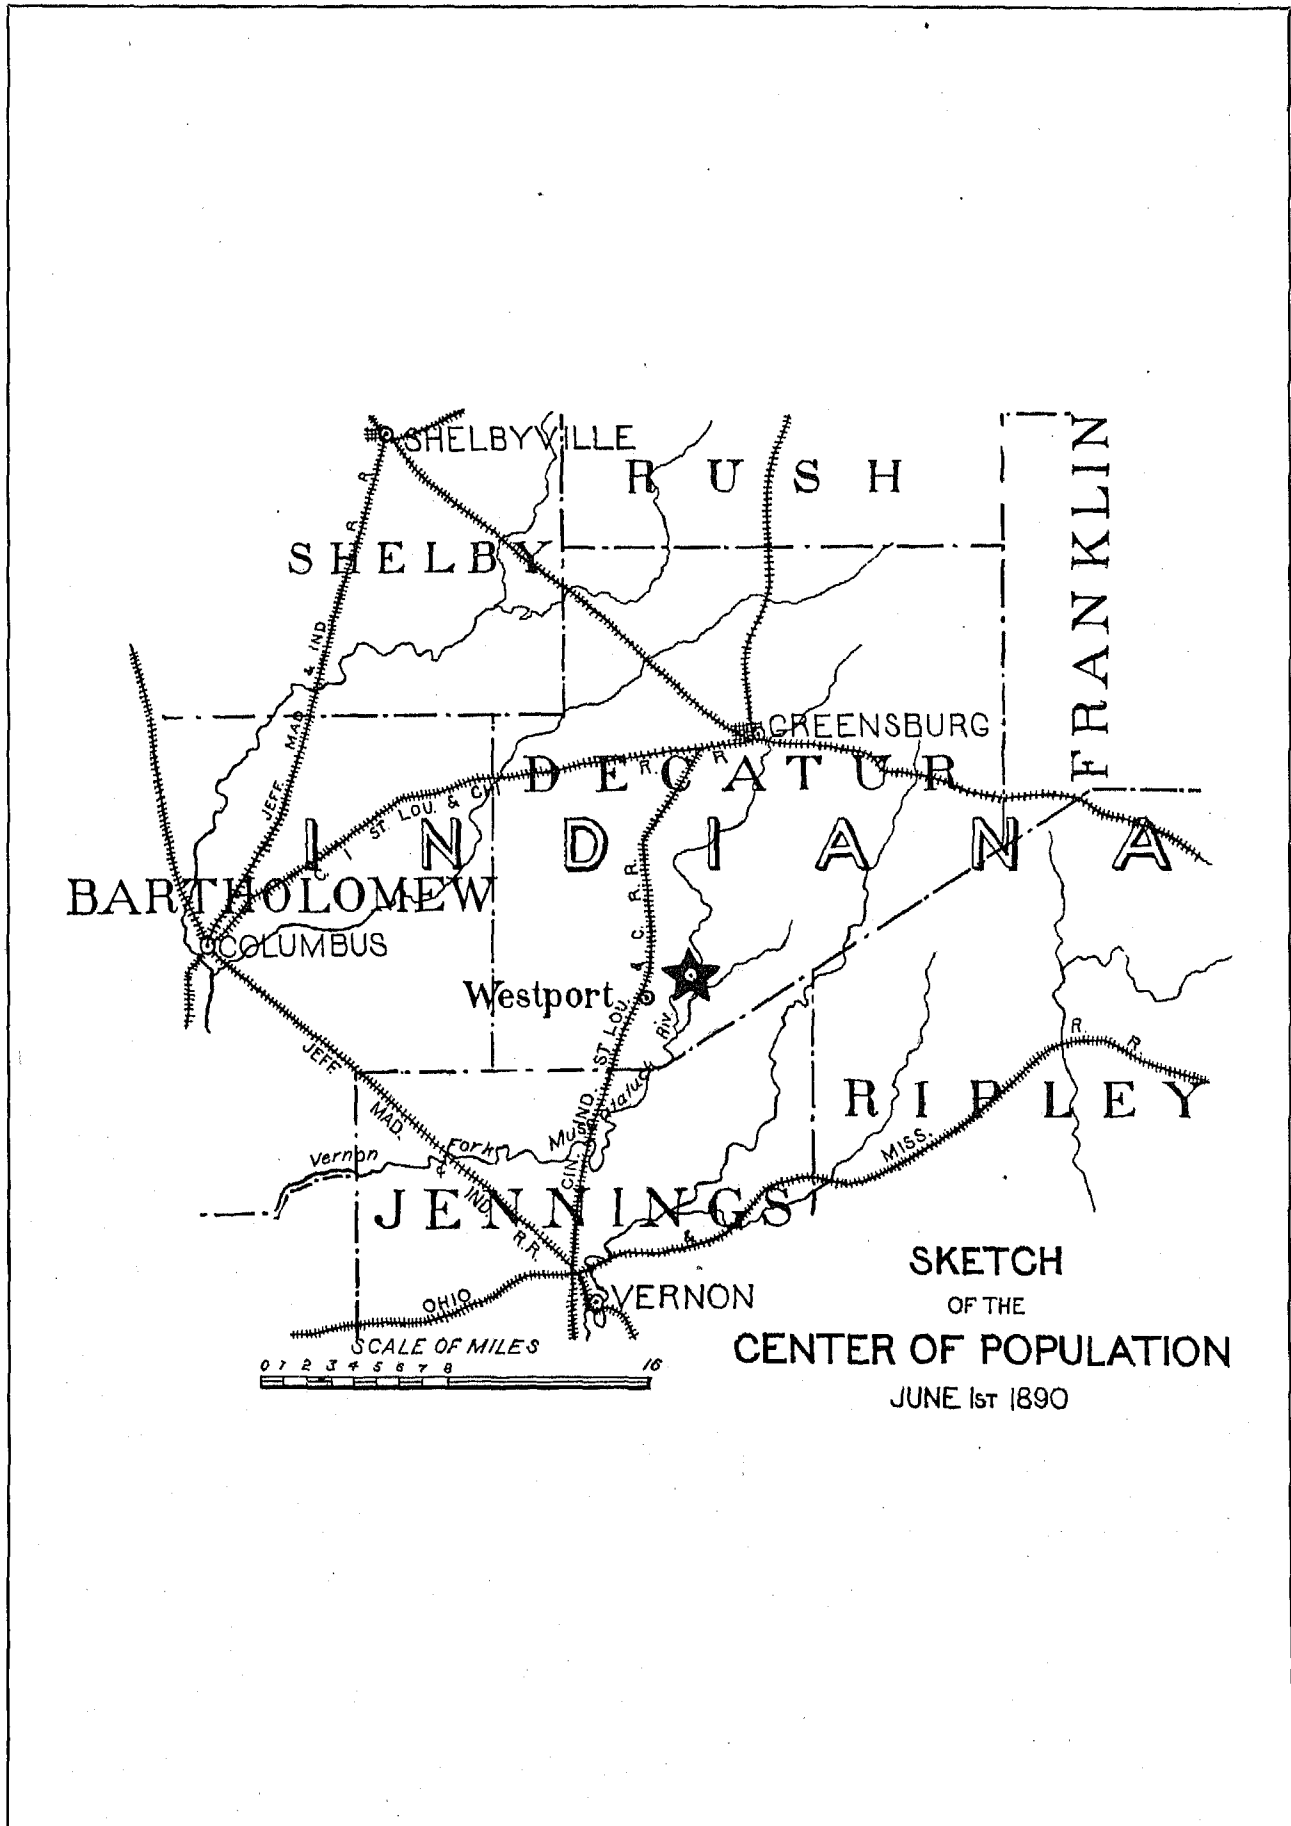 SHELBYVILLE
RUSH
SHELBY
FRANKLIN
JEFF. MAD. & IND. R. R.
GREENSBURG
DECATUR
C. I. ST. LOU. & CHI. R. R.
INDIANA
BARTHOLOMEW
COLUMBUS
Westport
CIN. IND. ST. LOU. & C. R. R.
Riv.
JEFF. MAD. & IND. R.R.
RIPLEY
Vernon Fork
JENNINGS
OHIO & MISS. R. R.
VERNON
SCALE OF MILES
0 1 2 3 4 5 6 7 8 16
SKETCH
OF THE
CENTER OF POPULATION
JUNE 1ST 1890